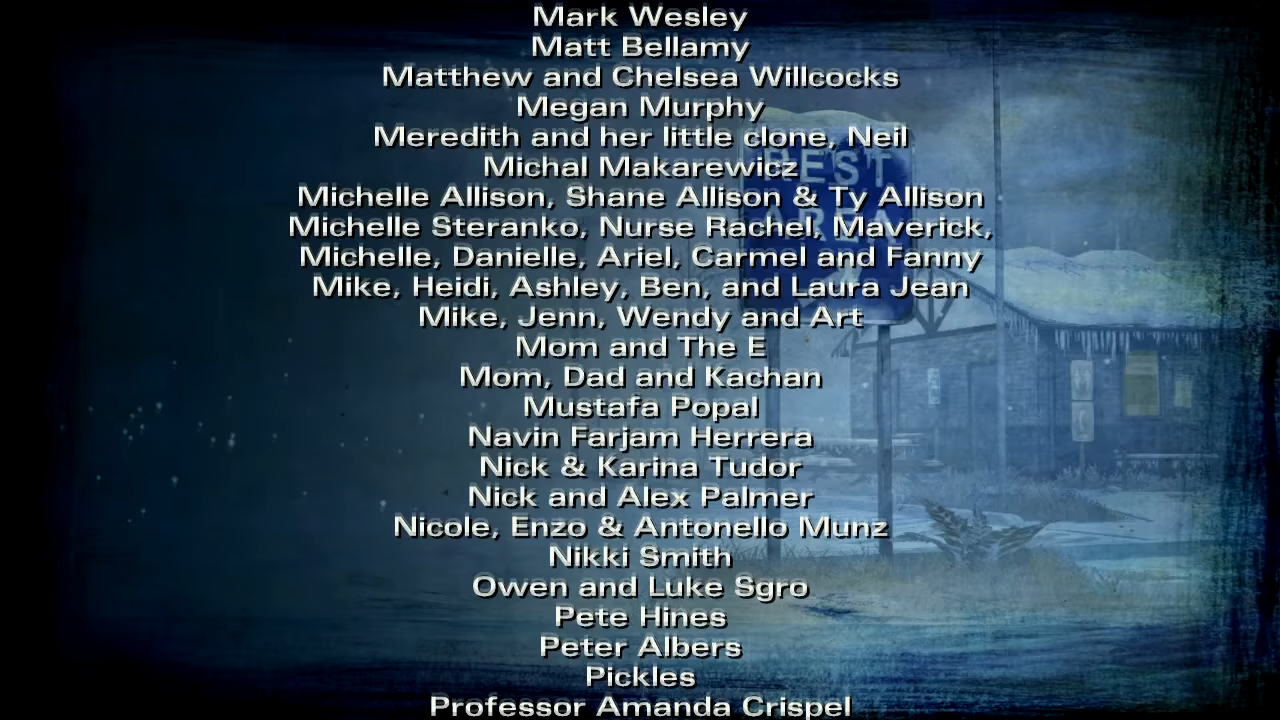 Mark Wesley
Matt Bellamy
Matthew and Chelsea Willcocks
Megan Murphy
Meredith and her little clone, Neil
Michal Makarewicz
Michelle Allison, Shane Allison & Ty Allison
Michelle Steranko, Nurse Rachel, Maverick,
Michelle, Danielle, Ariel, Carmel and Fanny
Mike, Heidi, Ashley, Ben, and Laura Jean
Mike, Jenn, Wendy and Art
Mom and The E
Mom, Dad and Kachan
Mustafa Popal
Navin Farjam Herrera
Nick & Karina Tudor
Nick and Alex Palmer
Nicole, Enzo & Antonello Munz
Nikki Smith
Owen and Luke Sgro
Pete Hines
Peter Albers
Pickles
Professor Amanda Crispel
REST
AREA